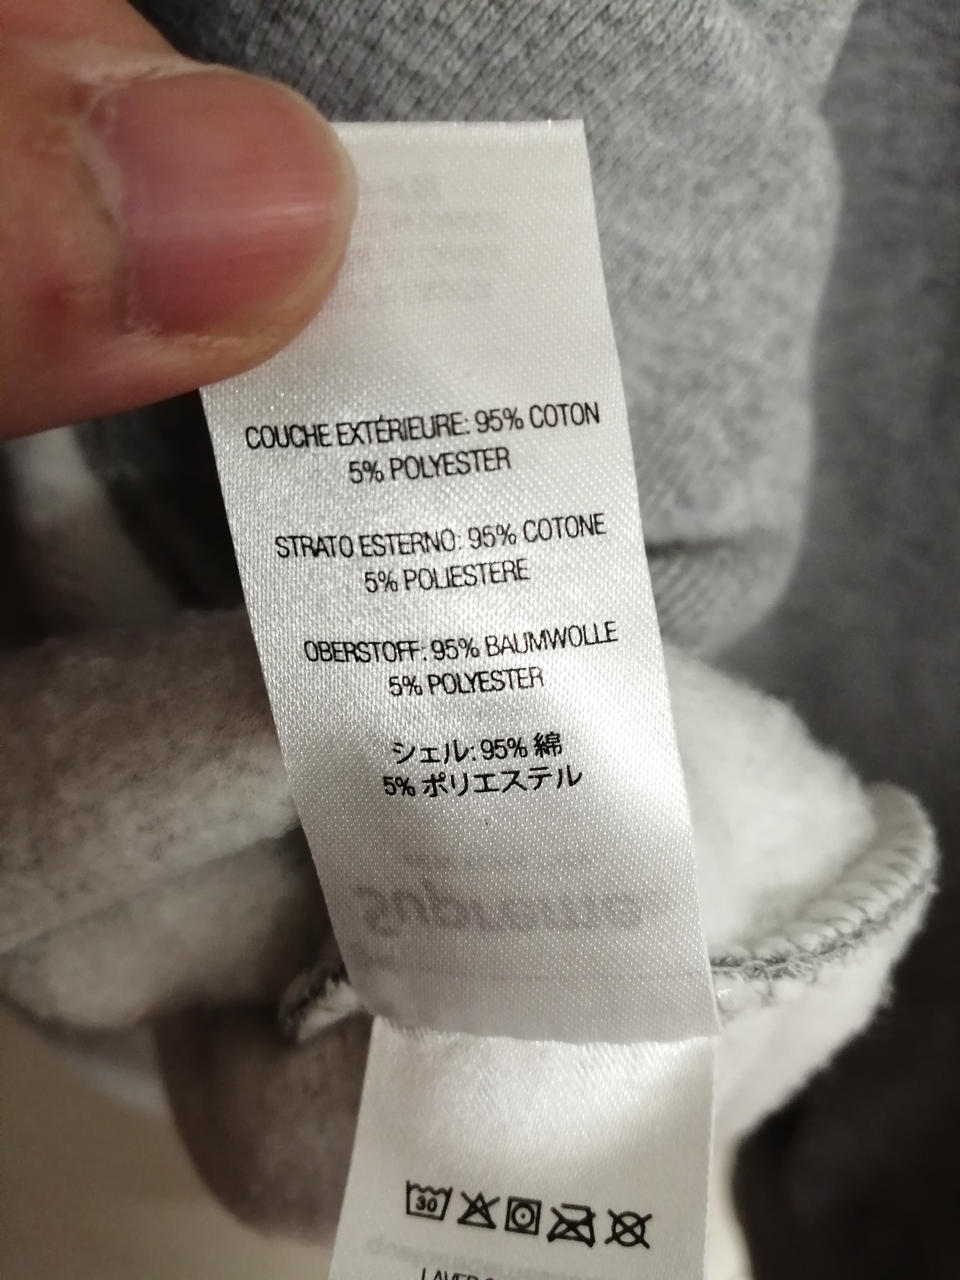 COUCHE EXTÉRIEURE: 95% COTON
5% POLYESTER
STRATO ESTERNO: 95% COTONE
5% POLIESTERE
OBERSTOFF: 95% BAUMWOLLE
5% POLYESTER
シェル: 95% 綿
5% ポリエステル
30